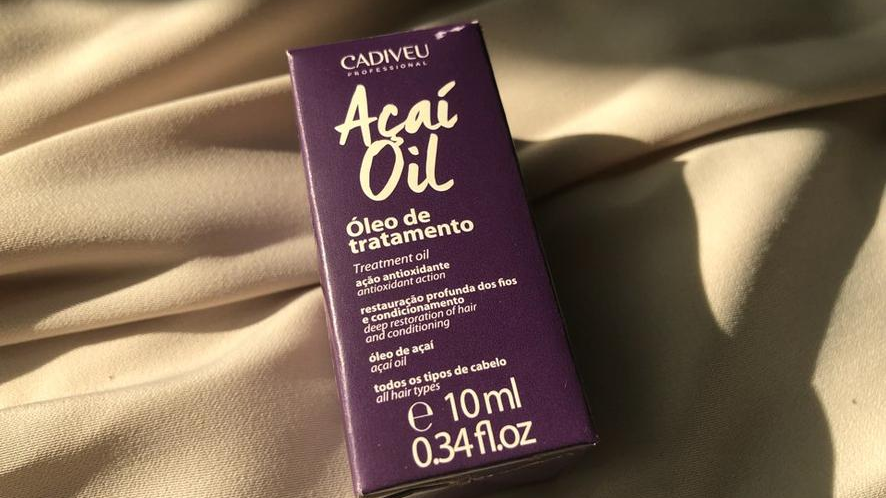 CADIVEU
PROFESSIONAL
Açaí
Oil
Óleo de
tratamento
Treatment oil
ação antioxidante
antioxidant action
restauração profunda dos fios
e condicionamento
deep restoration of hair
and conditioning
óleo de açaí
açaí oil
todos os tipos de cabelo
all hair types
e 10 ml
0.34 fl.oz